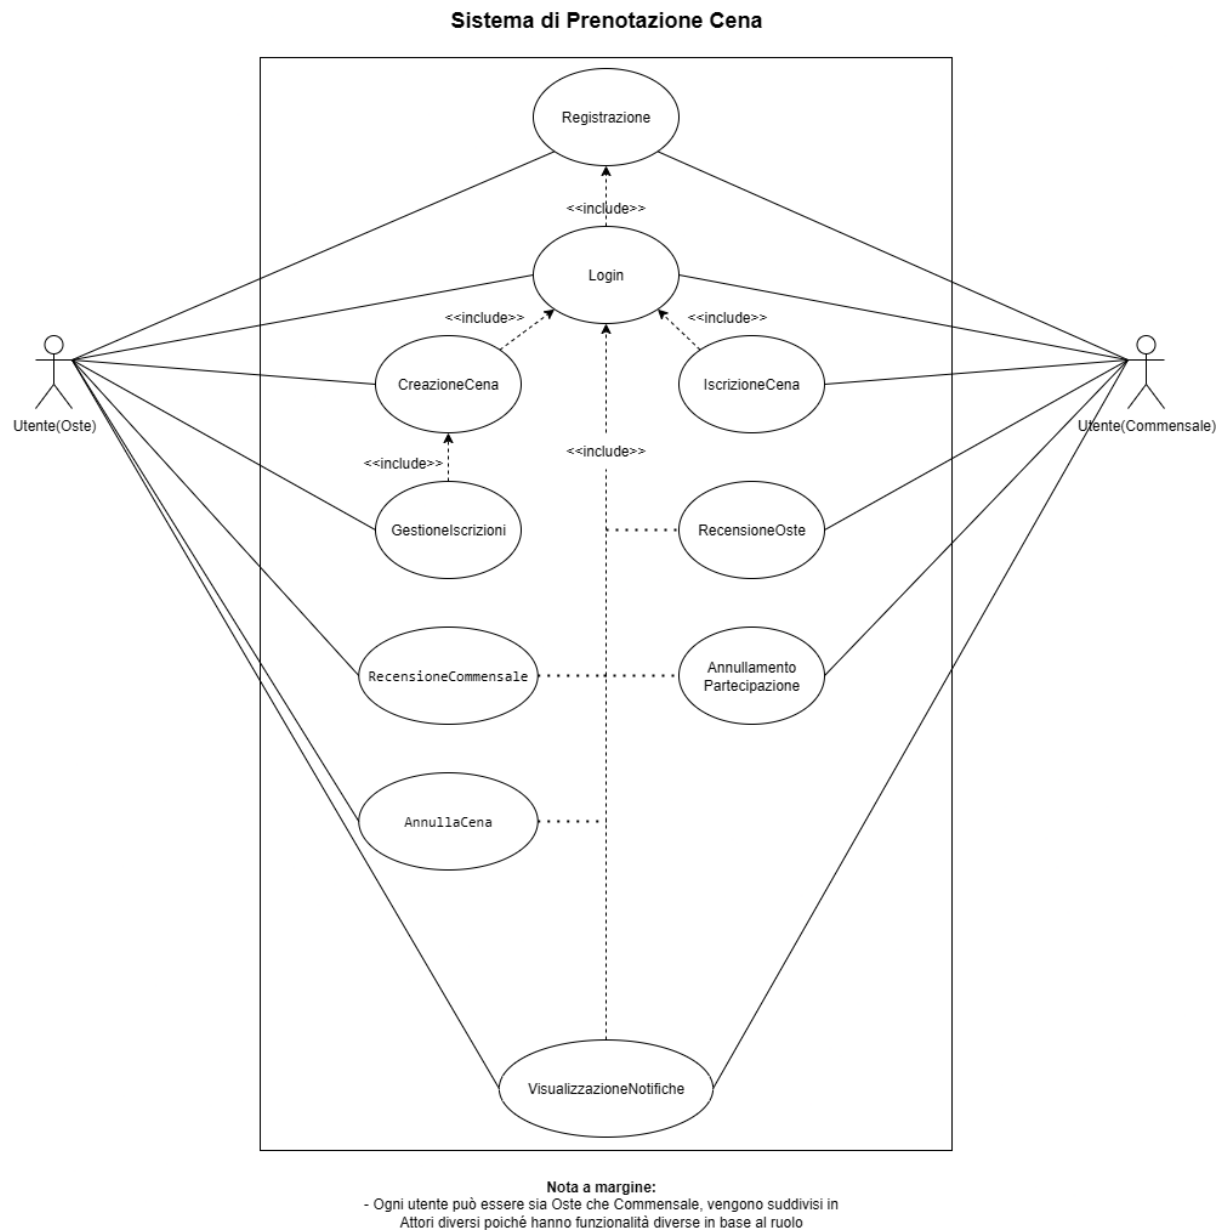 Sistema di Prenotazione Cena
Registrazione
<<include>>
Login
<<include>>
<<include>>
CreazioneCena
IscrizioneCena
Utente(Oste)
Utente(Commensale)
<<include>>
<<include>>
GestioneIscrizioni
RecensioneOste
RecensioneCommensale
Annullamento
Partecipazione
AnnullaCena
VisualizzazioneNotifiche
Nota a margine:
- Ogni utente può essere sia Oste che Commensale, vengono suddivisi in
Attori diversi poiché hanno funzionalità diverse in base al ruolo